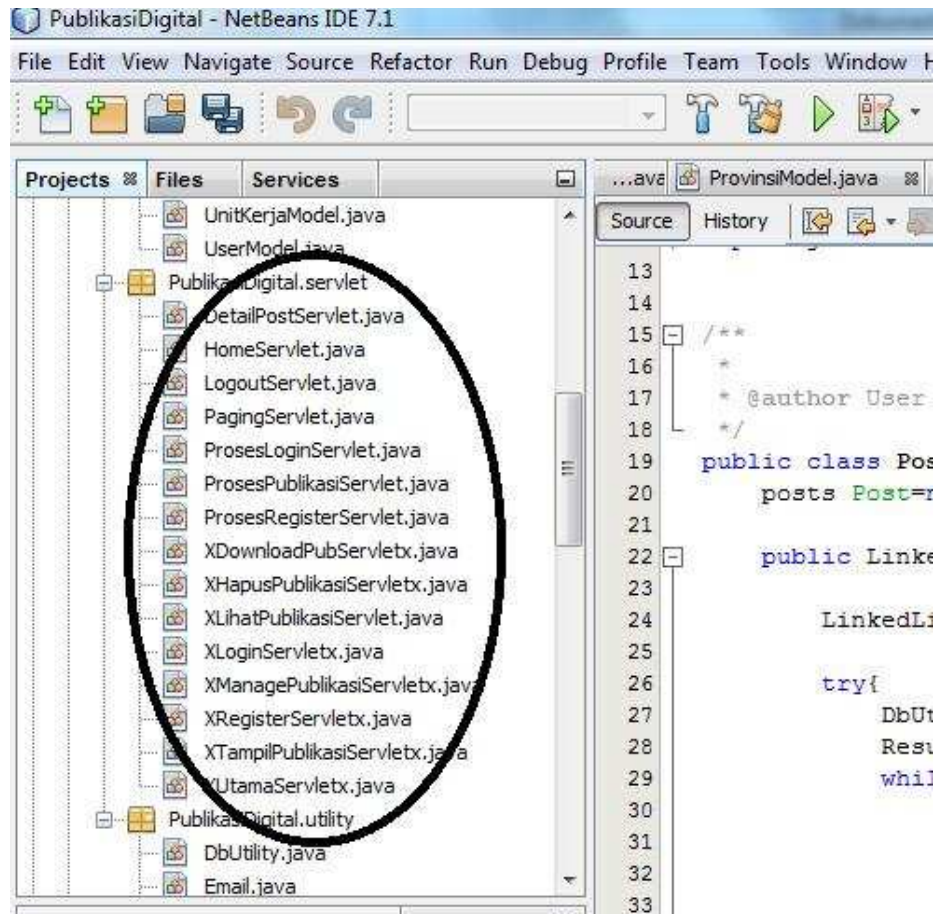 PublikasiDigital - NetBeans IDE 7.1
File Edit View Navigate Source Refactor Run Debug Profile Team Tools Window H
Projects Files Services
...ava ProvinsiModel.java
Source History
UnitKerjaModel.java
UserModel.java
PublikasiDigital.servlet
DetailPostServlet.java
HomeServlet.java
LogoutServlet.java
PagingServlet.java
ProsesLoginServlet.java
ProsesPublikasiServlet.java
ProsesRegisterServlet.java
XDownloadPubServletx.java
XHapusPublikasiServletx.java
XLihatPublikasiServlet.java
XLoginServletx.java
XManagePublikasiServletx.java
XRegisterServletx.java
XTampilPublikasiServletx.java
XUtamaServletx.java
PublikasiDigital.utility
DbUtility.java
Email.java
13
14
15 /**
16 *
17 * @author User
18 */
19 public class Pos
20 posts Post=n
21
22 public Linke
23
24 LinkedLi
25
26 try{
27 DbUt
28 Resu
29 whil
30
31
32
33